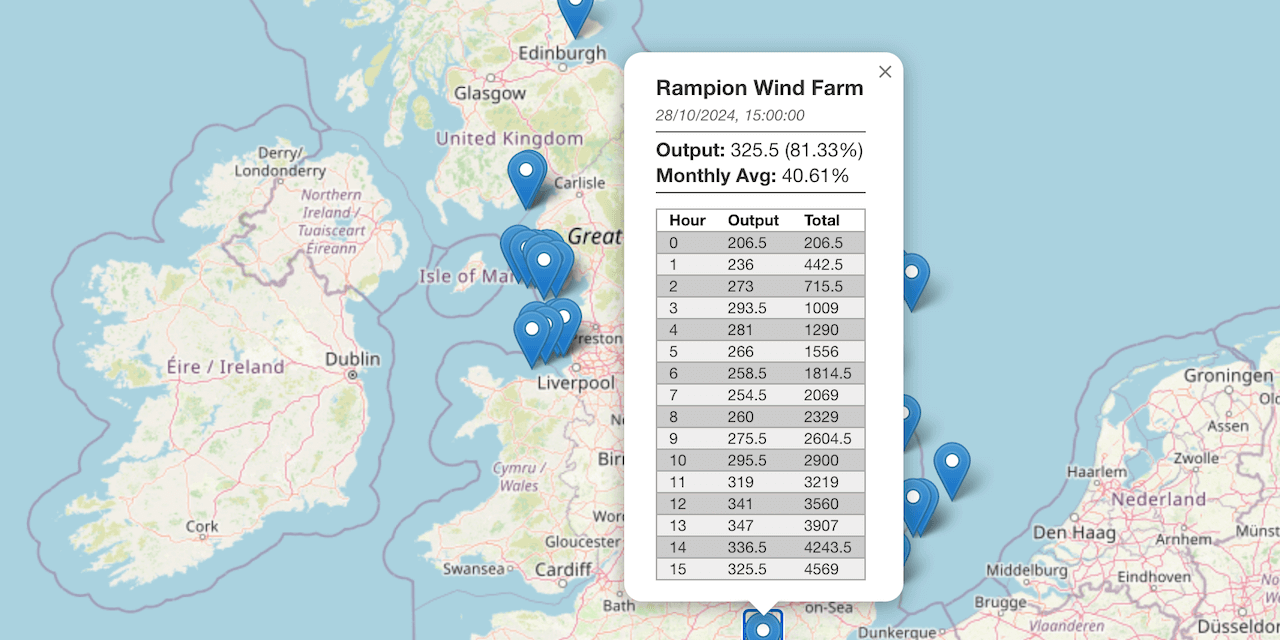 Edinburgh
Glasgow
United Kingdom
Derry/
Londonderry
Northern
Ireland /
Tuaisceart
Éireann
Carlisle
Great
Isle of Man
Preston
Éire / Ireland
Dublin
Liverpool
Cymru /
Wales
Cork
Gloucester
Swansea
Cardiff
Bath
Rampion Wind Farm
28/10/2024, 15:00:00
Output: 325.5 (81.33%)
Monthly Avg: 40.61%
Hour Output Total
0 206.5 206.5
1 236 442.5
2 273 715.5
3 293.5 1009
4 281 1290
5 266 1556
6 258.5 1814.5
7 254.5 2069
8 260 2329
9 275.5 2604.5
10 295.5 2900
11 319 3219
12 341 3560
13 347 3907
14 336.5 4243.5
15 325.5 4569
on-Sea
Groningen
Assen
Zwolle
Haarlem
Nederland
Den Haag
Arnhem
Middelburg
Eindhoven
Brugge
Vlaanderen
Dunkerque